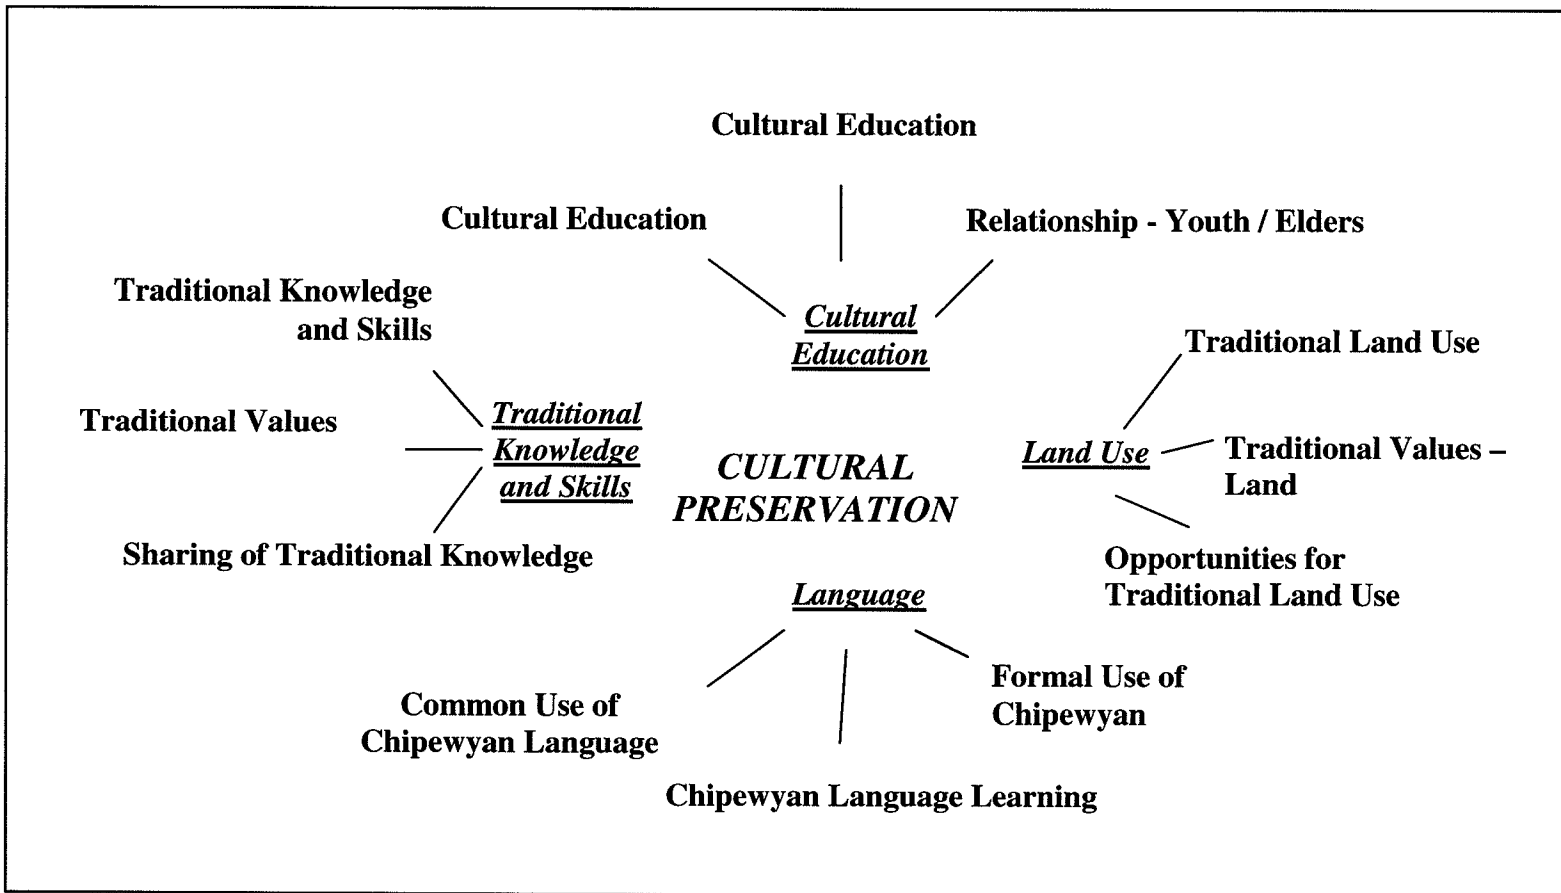 Cultural Education
Cultural Education
Relationship - Youth / Elders
Traditional Knowledge
and Skills
Cultural
Education
Traditional Land Use
Traditional Values
Traditional
Knowledge
and Skills
CULTURAL
PRESERVATION
Land Use
Traditional Values –
Land
Sharing of Traditional Knowledge
Opportunities for
Traditional Land Use
Language
Common Use of
Chipewyan Language
Formal Use of
Chipewyan
Chipewyan Language Learning